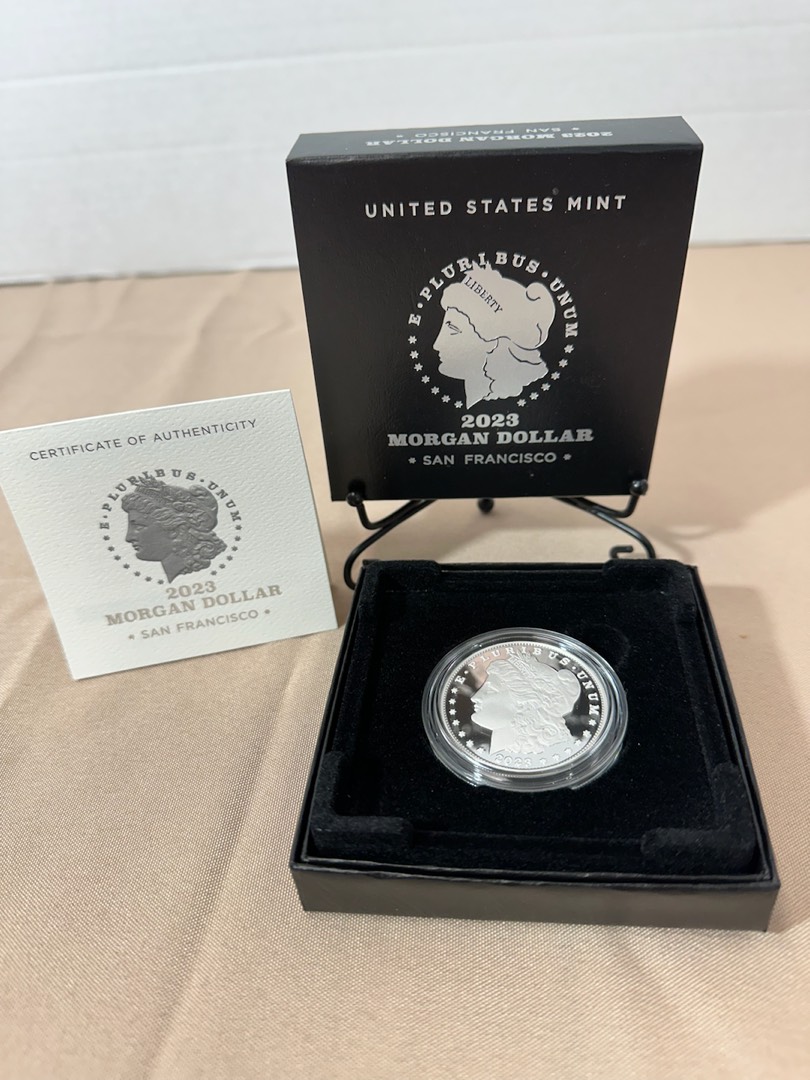 2023 MORGAN DOLLAR
* SAN FRANCISCO *
UNITED STATES MINT
E·PLURIBUS·UNUM
LIBERTY
2023
MORGAN DOLLAR
* SAN FRANCISCO *
CERTIFICATE OF AUTHENTICITY
E·PLURIBUS·UNUM
2023
MORGAN DOLLAR
* SAN FRANCISCO *
E·PLURIBUS·UNUM
2023